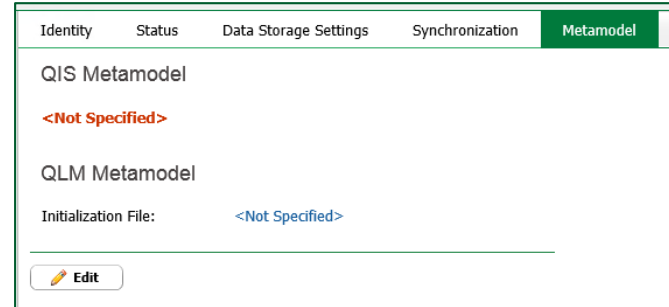 Identity Status Data Storage Settings Synchronization Metamodel
QIS Metamodel
<Not Specified>
QLM Metamodel
Initialization File: <Not Specified>
Edit